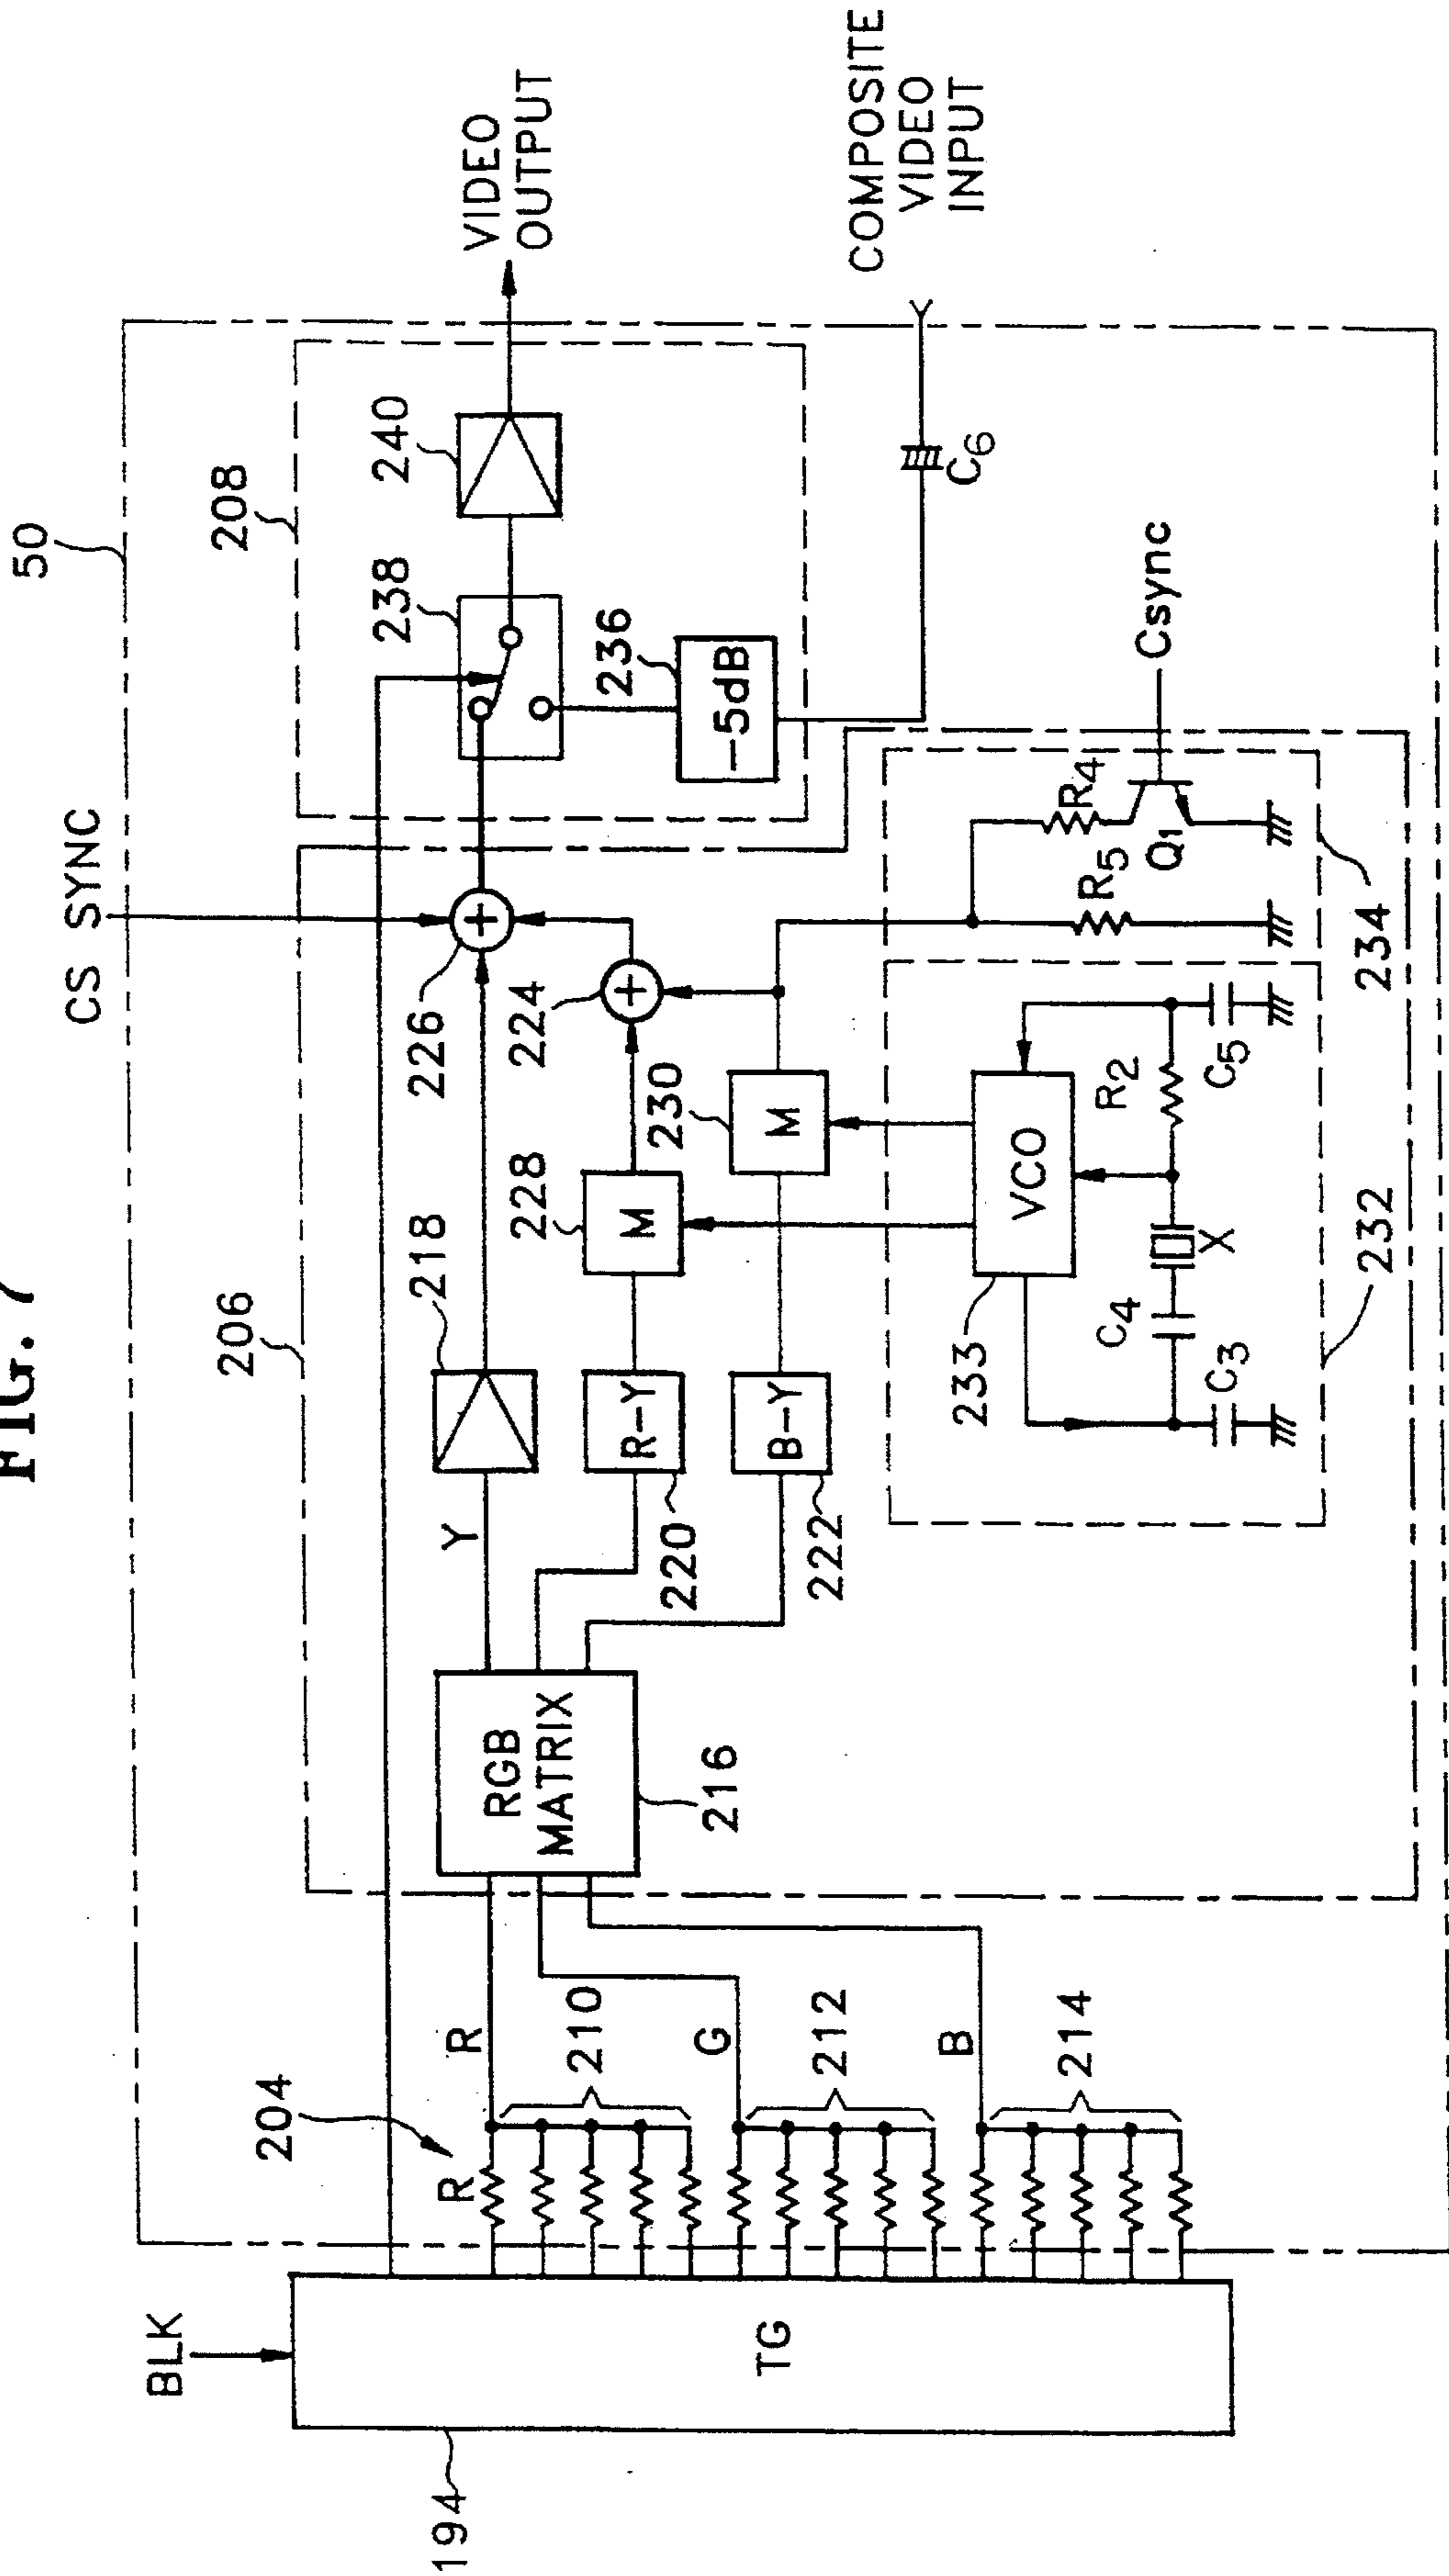 FIG. 7
50
CS SYNC
BLK
194
TG
204
R
R
210
G
212
B
214
206
RGB
MATRIX
216
Y
218
R-Y
220
B-Y
222
M
228
M
230
224
226
208
238
240
236
-5dB
VIDEO
OUTPUT
COMPOSITE
VIDEO
INPUT
C6
Csync
VCO
233
C3
C4
X
R2
C5
232
R5
R4
Q1
234